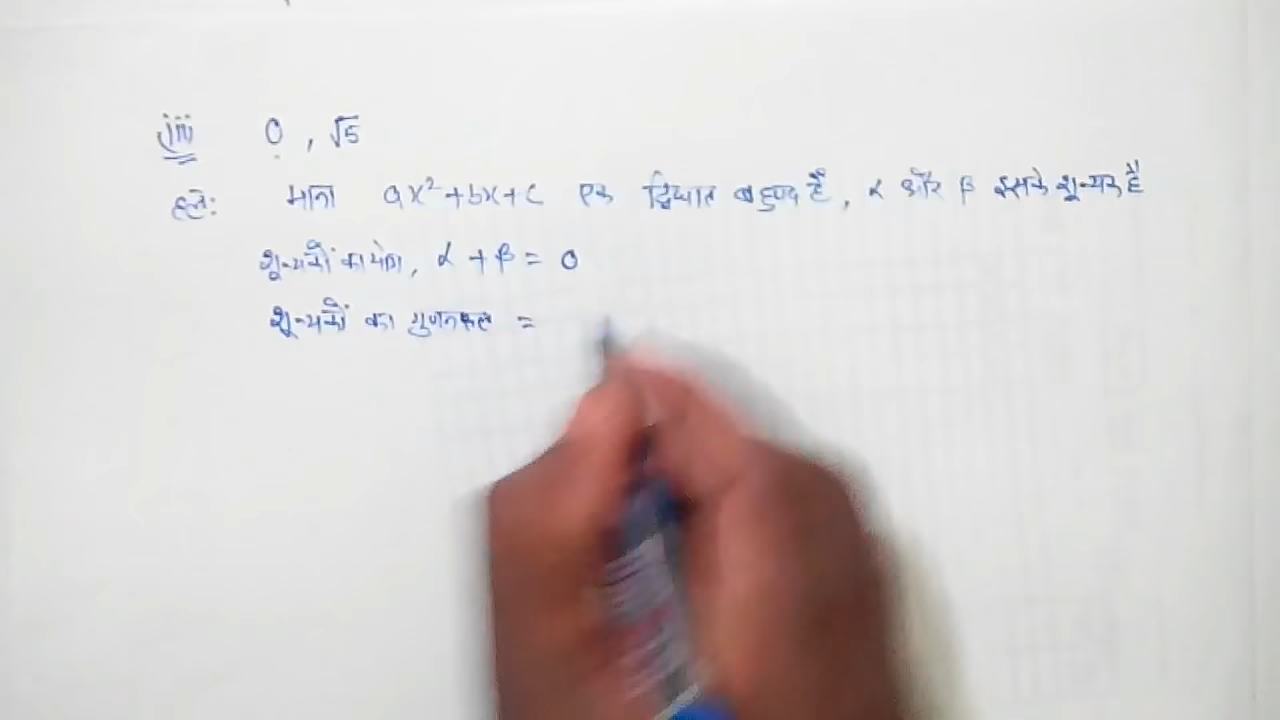 iii 0 , √5
हलः माना ax²+bx+c एक द्विघात बहुपद है, α और β इसके शून्यक है
शून्यकों का योग, α + β = 0
शून्यकों का गुणनफल =